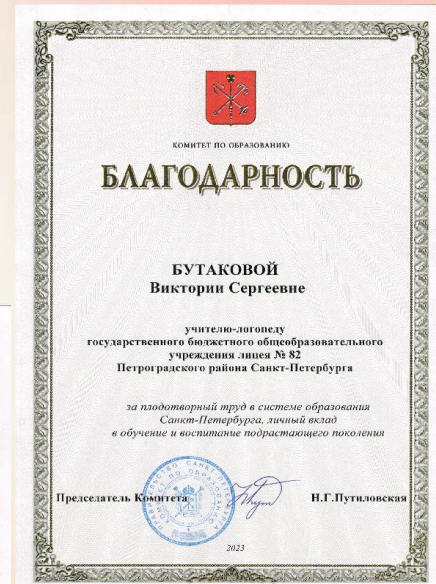 КОМИТЕТ ПО ОБРАЗОВАНИЮ
БЛАГОДАРНОСТЬ
БУТАКОВОЙ
Виктории Сергеевне
учителю-логопеду
государственного бюджетного общеобразовательного
учреждения лицея № 82
Петроградского района Санкт-Петербурга
за плодотворный труд в системе образования
Санкт-Петербурга, личный вклад
в обучение и воспитание подрастающего поколения
Председатель Комитета
Н.Г.Путиловская
2023